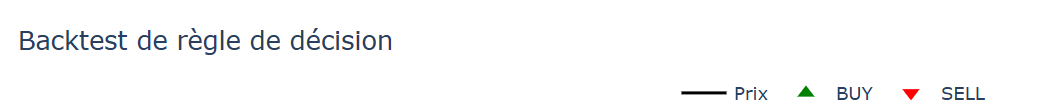 Backtest de règle de décision
Prix BUY SELL